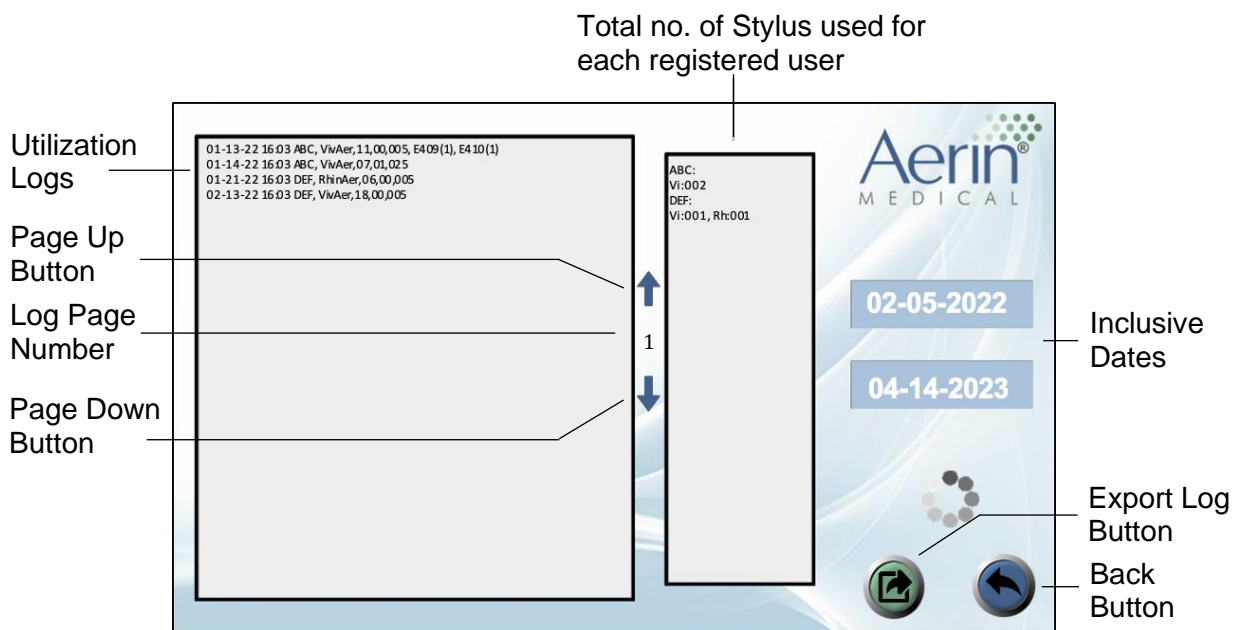 Total no. of Stylus used for
each registered user
Utilization
Logs
Page Up
Button
Log Page
Number
Page Down
Button
01-13-22 16:03 ABC, VivAer,11,00,005, E409(1), E410(1)
01-14-22 16:03 ABC, VivAer,07,01,025
01-21-22 16:03 DEF, RhinAer,06,00,005
02-13-22 16:03 DEF, VivAer,18,00,005
1
ABC:
Vi:002
DEF:
Vi:001, Rh:001
Aerin®
MEDICAL
02-05-2022
04-14-2023
Inclusive
Dates
Export Log
Button
Back
Button